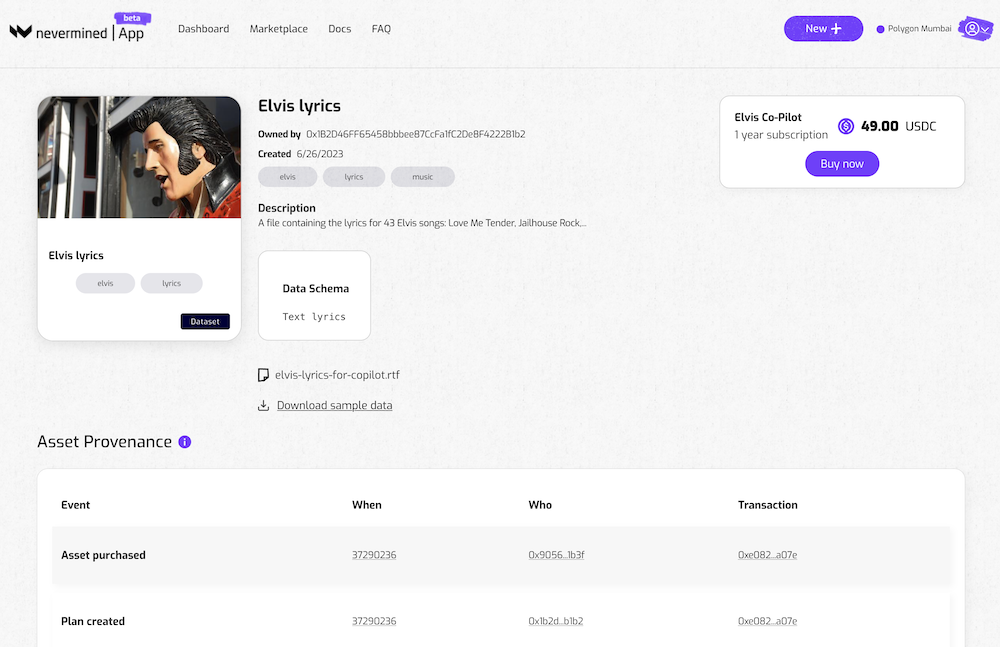 beta
nevermined | App
Dashboard Marketplace Docs FAQ
New +
Polygon Mumbai
Elvis lyrics
Owned by 0x1B2D46FF65458bbbee87CcFa1fC2De8F4222B1b2
Created 6/26/2023
elvis lyrics music
Description
A file containing the lyrics for 43 Elvis songs: Love Me Tender, Jailhouse Rock,...
Elvis Co-Pilot
1 year subscription
49.00 USDC
Buy now
Elvis lyrics
elvis lyrics
Dataset
Data Schema
Text lyrics
elvis-lyrics-for-copilot.rtf
Download sample data
Asset Provenance i
Event When Who Transaction
Asset purchased 37290236 0x9056...1b3f 0xe082...a07e
Plan created 37290236 0x1b2d...b1b2 0xe082...a07e